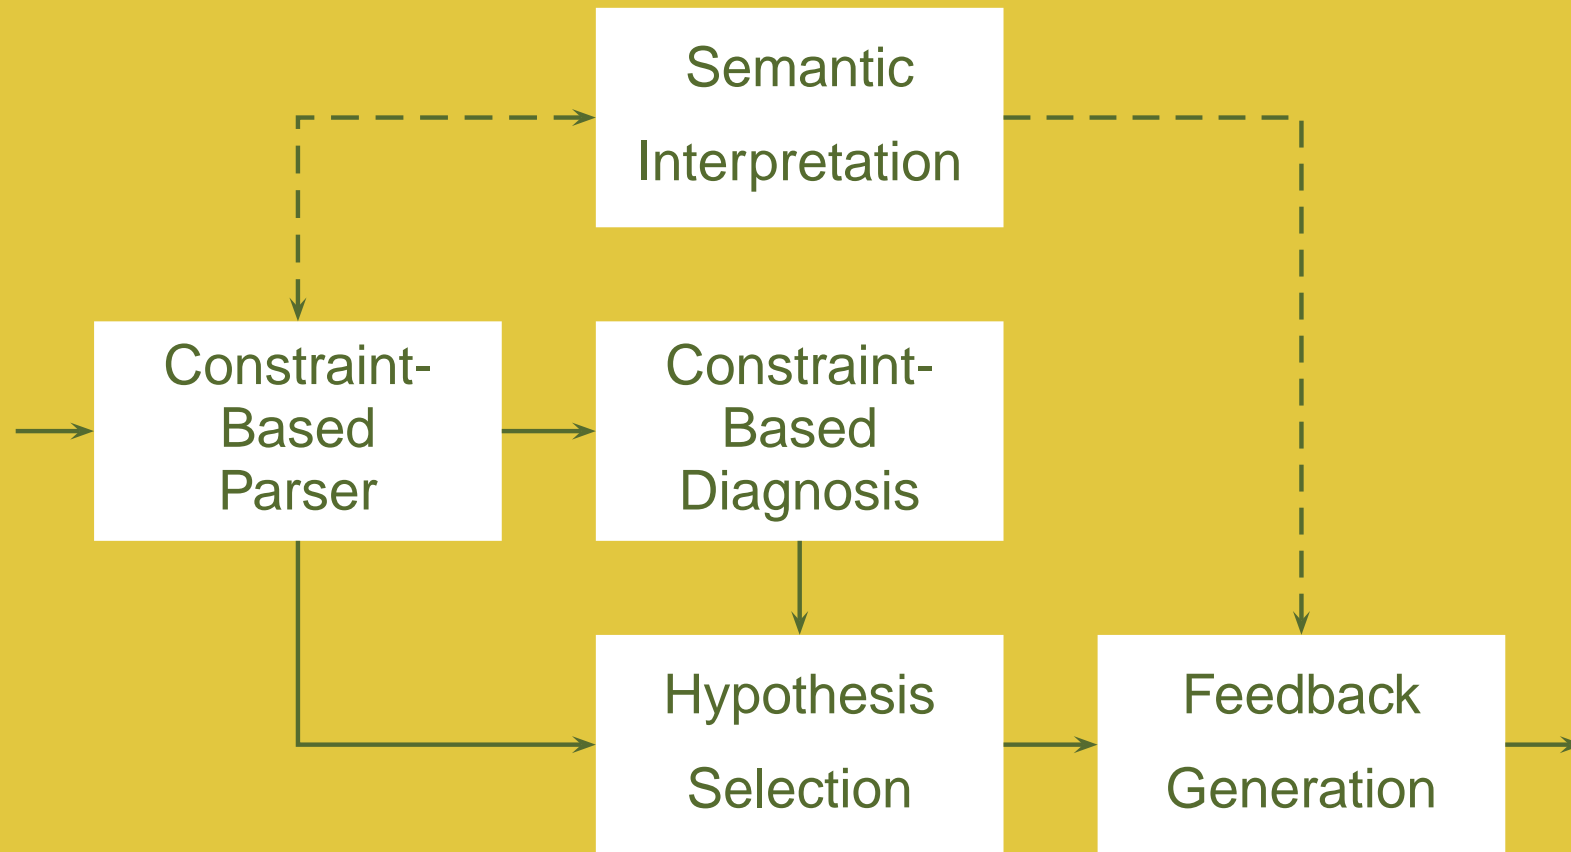 Semantic
Interpretation
Constraint-
Based
Parser
Constraint-
Based
Diagnosis
Hypothesis
Selection
Feedback
Generation